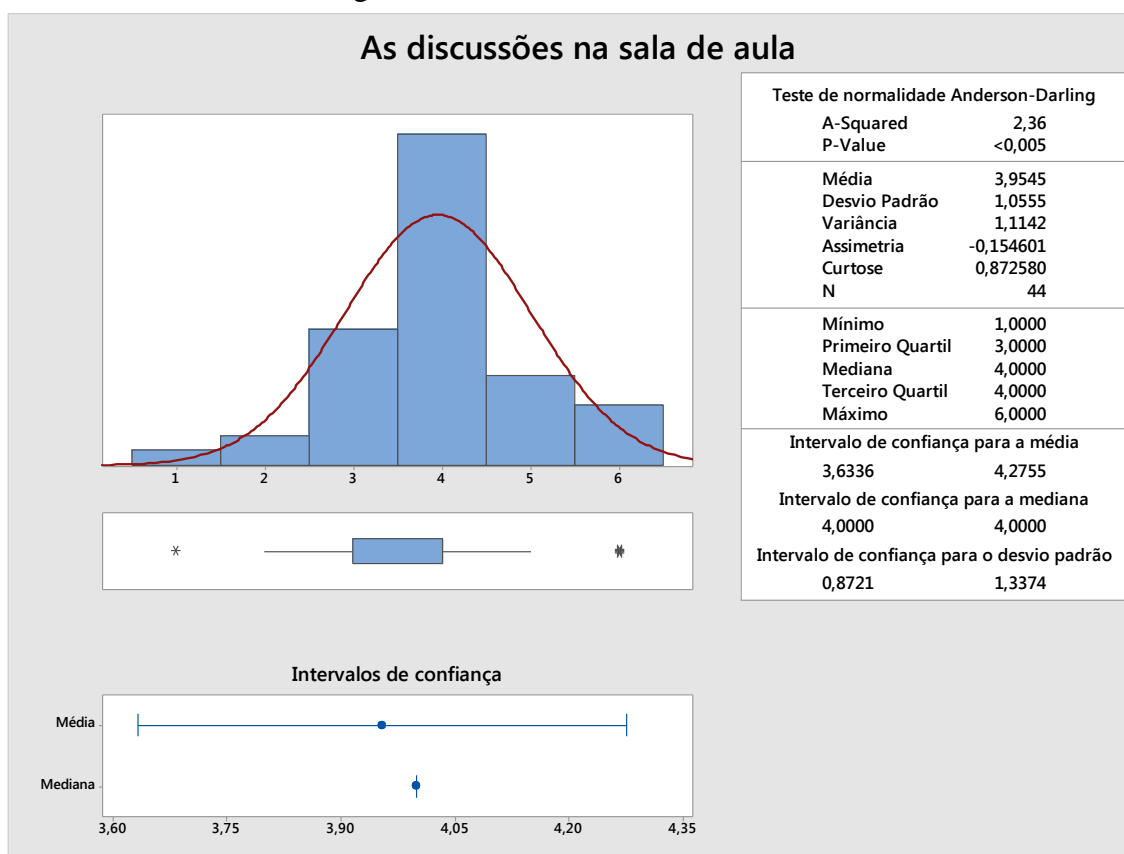 As discussões na sala de aula
Teste de normalidade Anderson-Darling
A-Squared 2,36
P-Value <0,005
Média 3,9545
Desvio Padrão 1,0555
Variância 1,1142
Assimetria -0,154601
Curtose 0,872580
N 44
Mínimo 1,0000
Primeiro Quartil 3,0000
Mediana 4,0000
Terceiro Quartil 4,0000
Máximo 6,0000
Intervalo de confiança para a média
3,6336 4,2755
Intervalo de confiança para a mediana
4,0000 4,0000
Intervalo de confiança para o desvio padrão
0,8721 1,3374
1 2 3 4 5 6
Intervalos de confiança
Média
Mediana
3,60 3,75 3,90 4,05 4,20 4,35